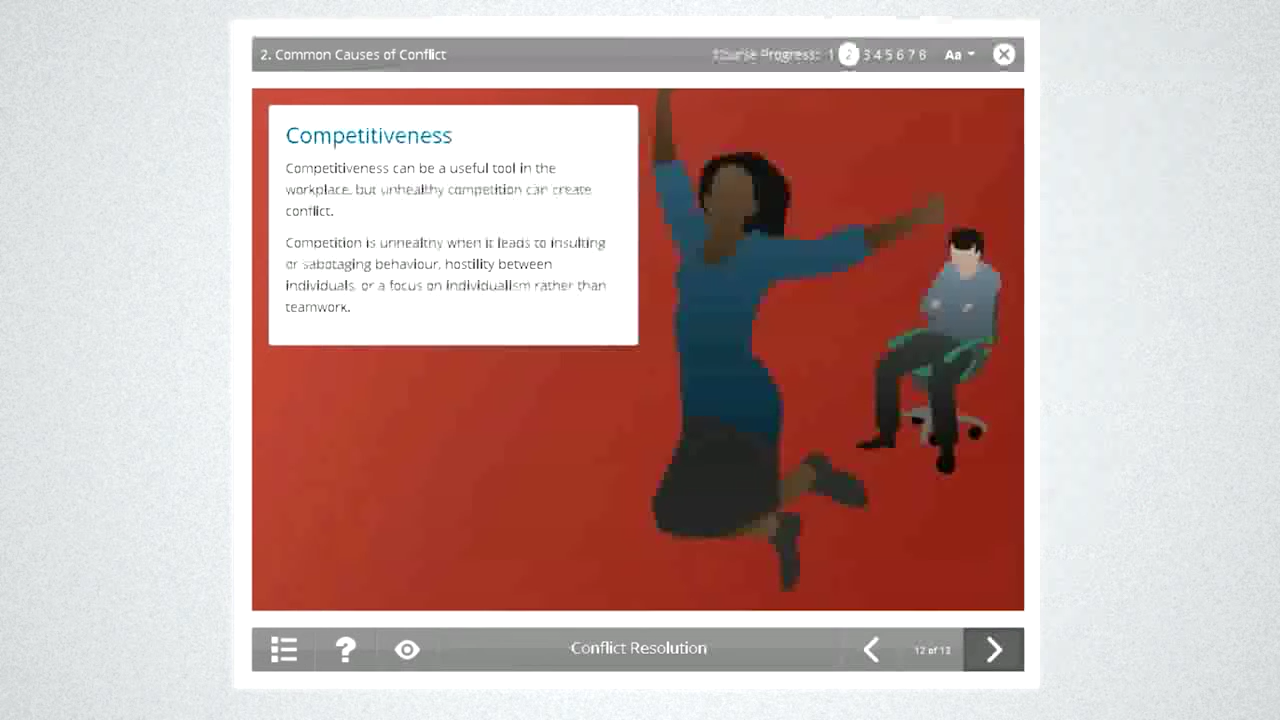 2. Common Causes of Conflict
Course Progress: 1 2 3 4 5 6 7 8 Aa
Competitiveness
Competitiveness can be a useful tool in the
workplace, but unhealthy competition can create
conflict.
Competition is unhealthy when it leads to insulting
or sabotaging behaviour, hostility between
individuals, or a focus on individualism rather than
teamwork.
? Conflict Resolution 12 of 13